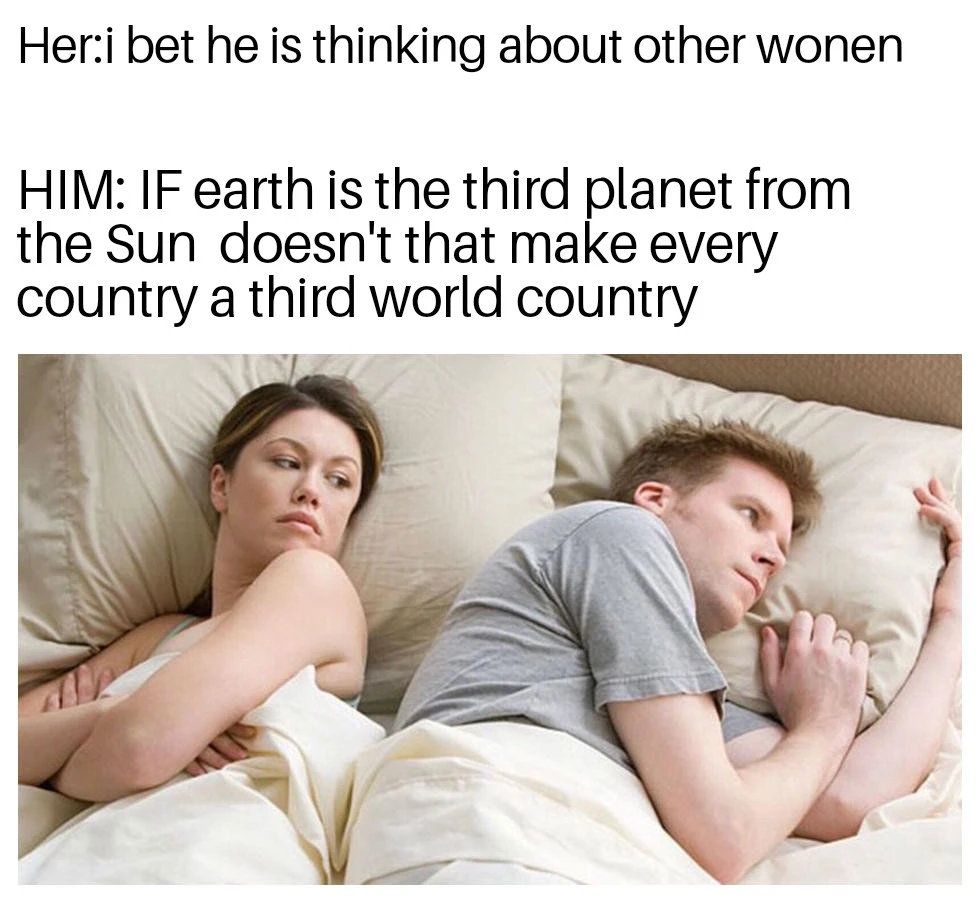 Her:i bet he is thinking about other wonen
HIM: IF earth is the third planet from
the Sun  doesn't that make every
country a third world country